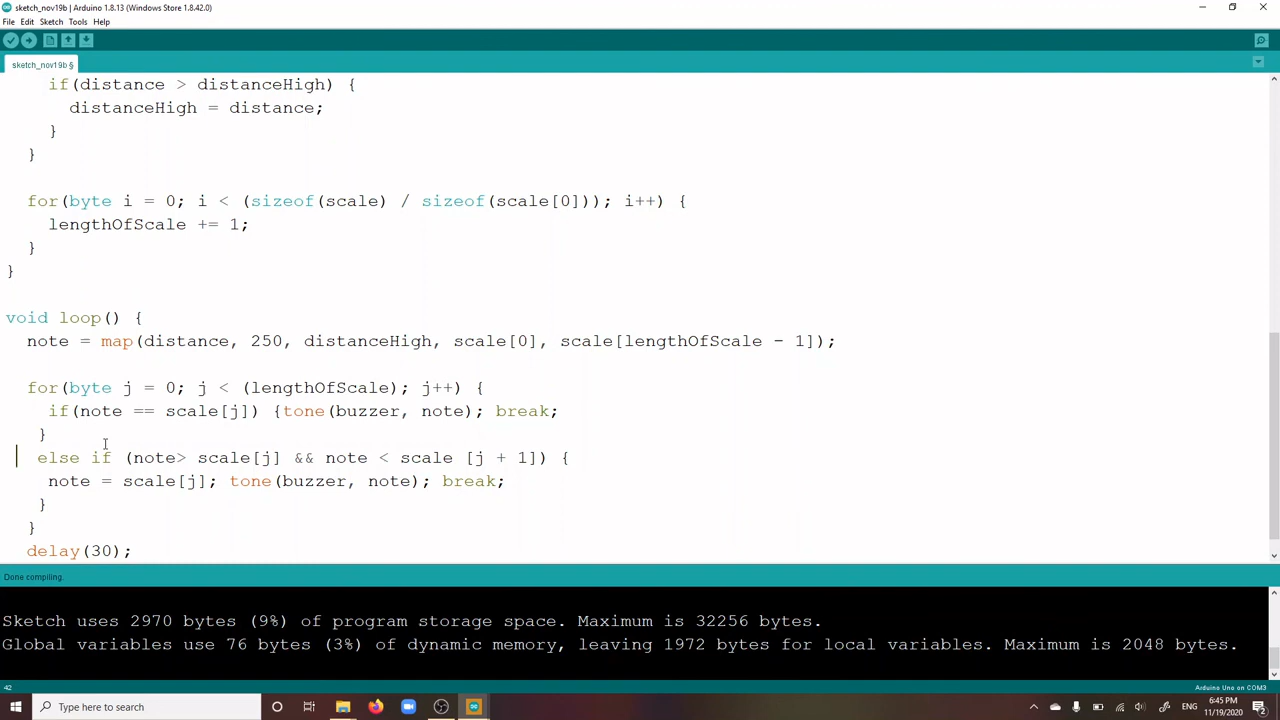 sketch_nov19b | Arduino 1.8.13 (Windows Store 1.8.42.0)
File Edit Sketch Tools Help
sketch_nov19b §
if(distance > distanceHigh) {
distanceHigh = distance;
}
}
for(byte i = 0; i < (sizeof(scale) / sizeof(scale[0])); i++) {
lengthOfScale += 1;
}
}
void loop() {
note = map(distance, 250, distanceHigh, scale[0], scale[lengthOfScale - 1]);
for(byte j = 0; j < (lengthOfScale); j++) {
if(note == scale[j]) {tone(buzzer, note); break;
}
else if (note> scale[j] && note < scale [j + 1]) {
note = scale[j]; tone(buzzer, note); break;
}
}
delay(30);
Done compiling.
Sketch uses 2970 bytes (9%) of program storage space. Maximum is 32256 bytes.
Global variables use 76 bytes (3%) of dynamic memory, leaving 1972 bytes for local variables. Maximum is 2048 bytes.
42 Arduino Uno on COM3
Type here to search
ENG
6:45 PM
11/19/2020
2